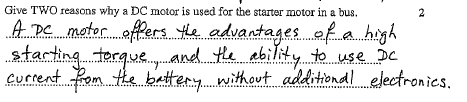 Give TWO reasons why a DC motor is used for the starter motor in a bus. 2
A DC motor offers the advantages of a high
starting torque, and the ability to use DC
current from the battery without additional electronics.